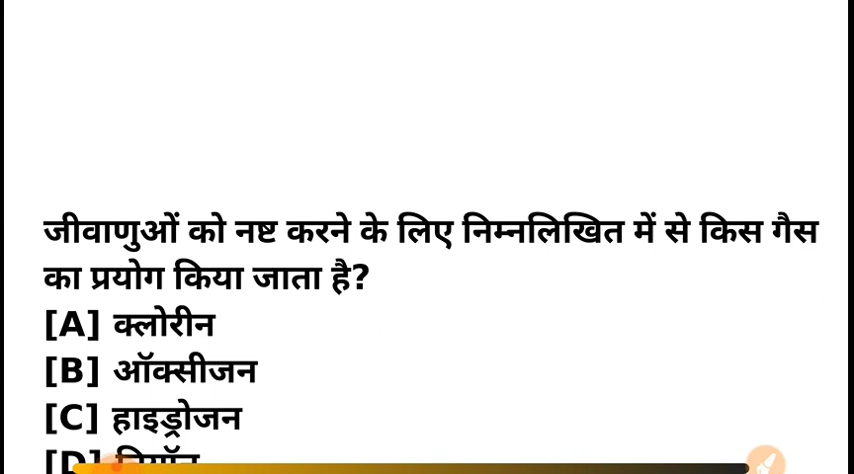 जीवाणुओं को नष्ट करने के लिए निम्नलिखित में से किस गैस
का प्रयोग किया जाता है?
[A] क्लोरीन
[B] ऑक्सीजन
[C] हाइड्रोजन
[D]